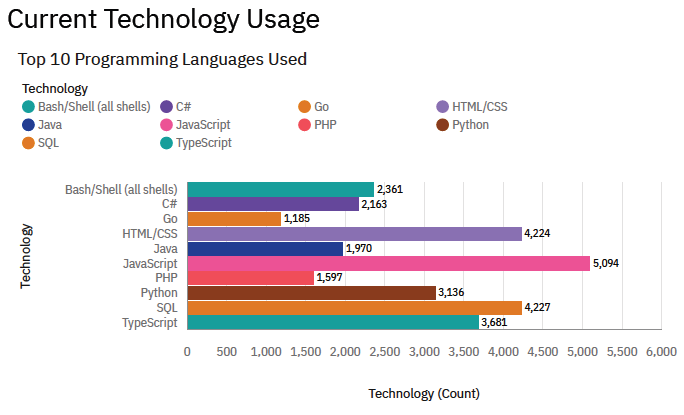 Current Technology Usage
Top 10 Programming Languages Used
Technology
Bash/Shell (all shells) C# Go HTML/CSS
Java JavaScript PHP Python
SQL TypeScript
Technology
Bash/Shell (all shells) 2,361
C# 2,163
Go 1,185
HTML/CSS 4,224
Java 1,970
JavaScript 5,094
PHP 1,597
Python 3,136
SQL 4,227
TypeScript 3,681
0 500 1,000 1,500 2,000 2,500 3,000 3,500 4,000 4,500 5,000 5,500 6,000
Technology (Count)